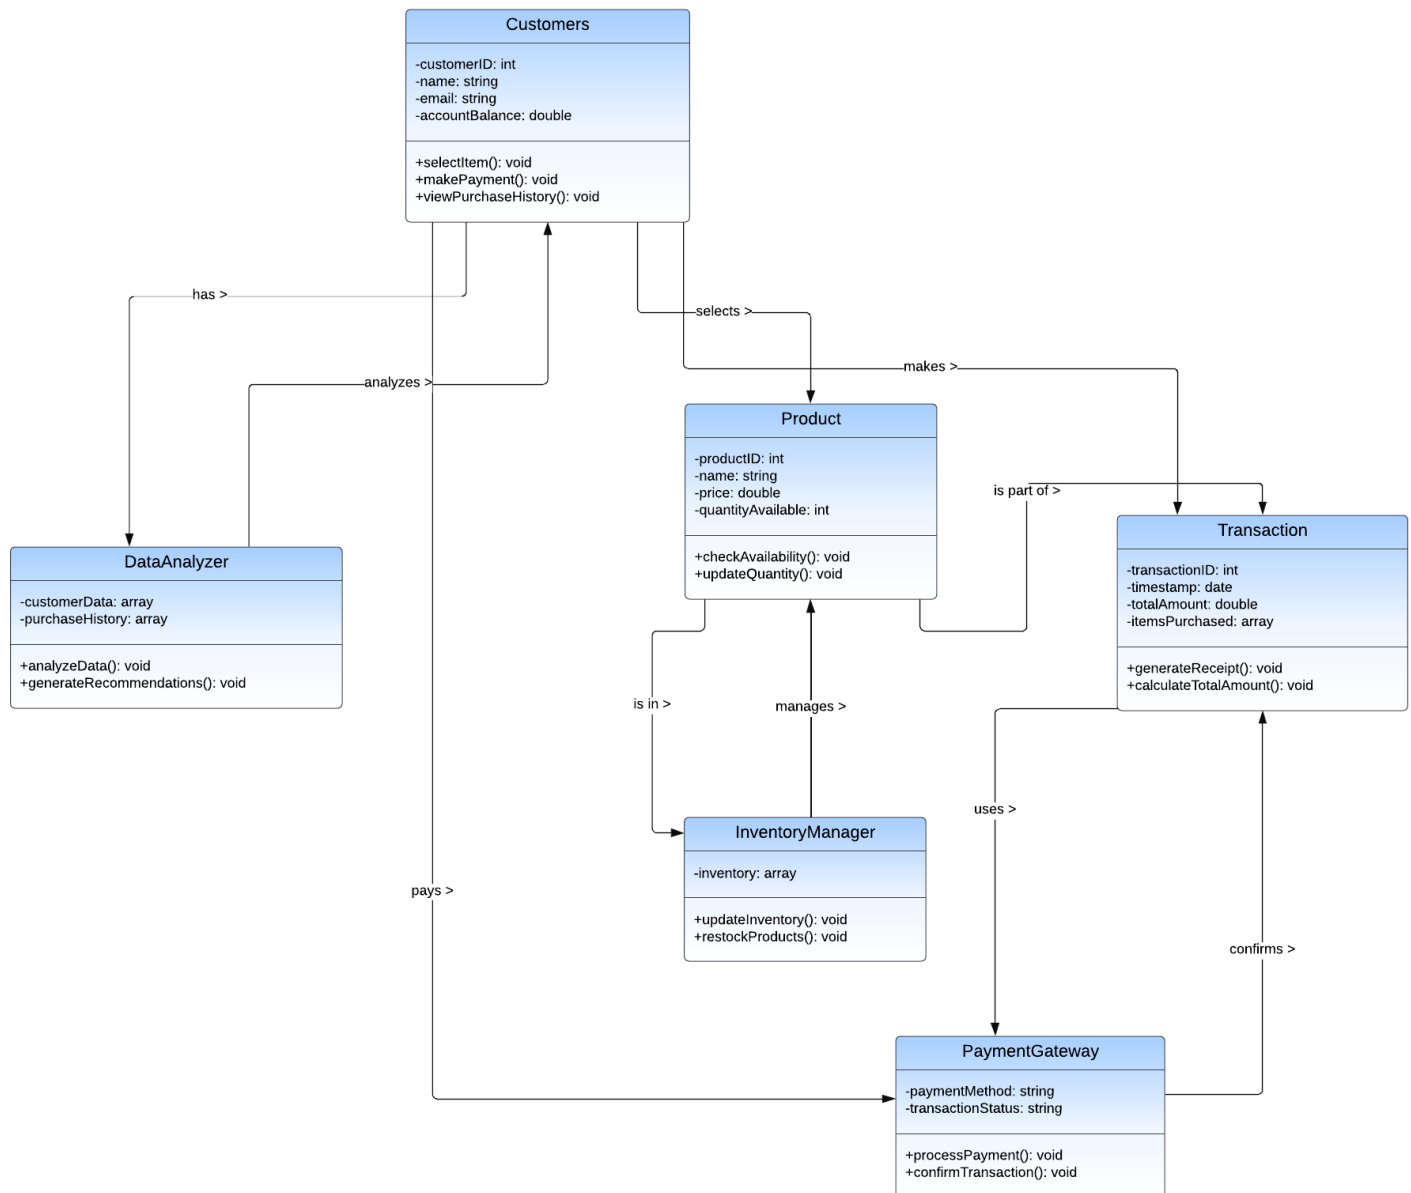 Customers
-customerID: int
-name: string
-email: string
-accountBalance: double
+selectItem(): void
+makePayment(): void
+viewPurchaseHistory(): void
has >
selects >
makes >
analyzes >
Product
-productID: int
-name: string
-price: double
-quantityAvailable: int
+checkAvailability(): void
+updateQuantity(): void
is part of >
Transaction
-transactionID: int
-timestamp: date
-totalAmount: double
-itemsPurchased: array
+generateReceipt(): void
+calculateTotalAmount(): void
DataAnalyzer
-customerData: array
-purchaseHistory: array
+analyzeData(): void
+generateRecommendations(): void
is in >
manages >
uses >
InventoryManager
-inventory: array
+updateInventory(): void
+restockProducts(): void
pays >
confirms >
PaymentGateway
-paymentMethod: string
-transactionStatus: string
+processPayment(): void
+confirmTransaction(): void